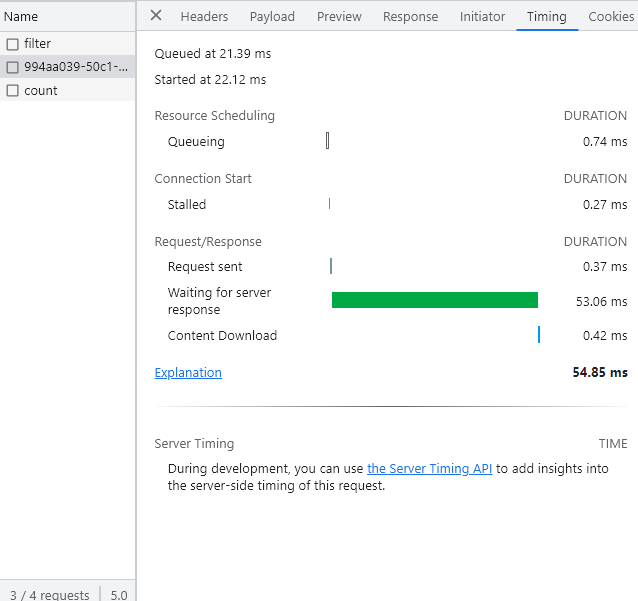 Name
Headers Payload Preview Response Initiator Timing Cookies
filter
994aa039-50c1-...
count
Queued at 21.39 ms
Started at 22.12 ms
Resource Scheduling DURATION
Queueing 0.74 ms
Connection Start DURATION
Stalled 0.27 ms
Request/Response DURATION
Request sent 0.37 ms
Waiting for server
response 53.06 ms
Content Download 0.42 ms
Explanation 54.85 ms
Server Timing TIME
During development, you can use the Server Timing API to add insights into
the server-side timing of this request.
3 / 4 requests 5.0